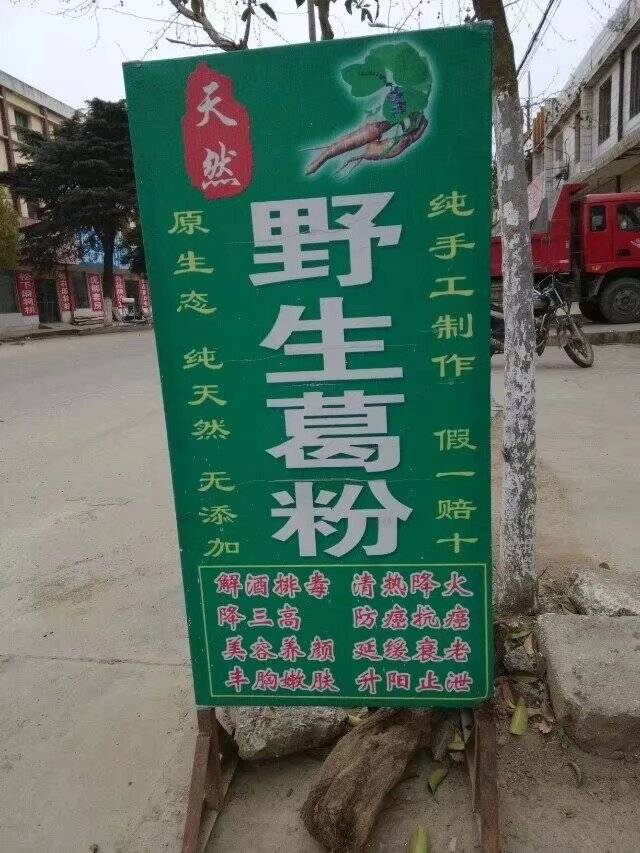 天然
野生葛粉
原生态 纯天然 无添加
纯手工制作 假一赔十
解酒排毒 清热降火
降三高 防癌抗癌
美容养颜 延缓衰老
丰胸嫩肤 升阳止泄